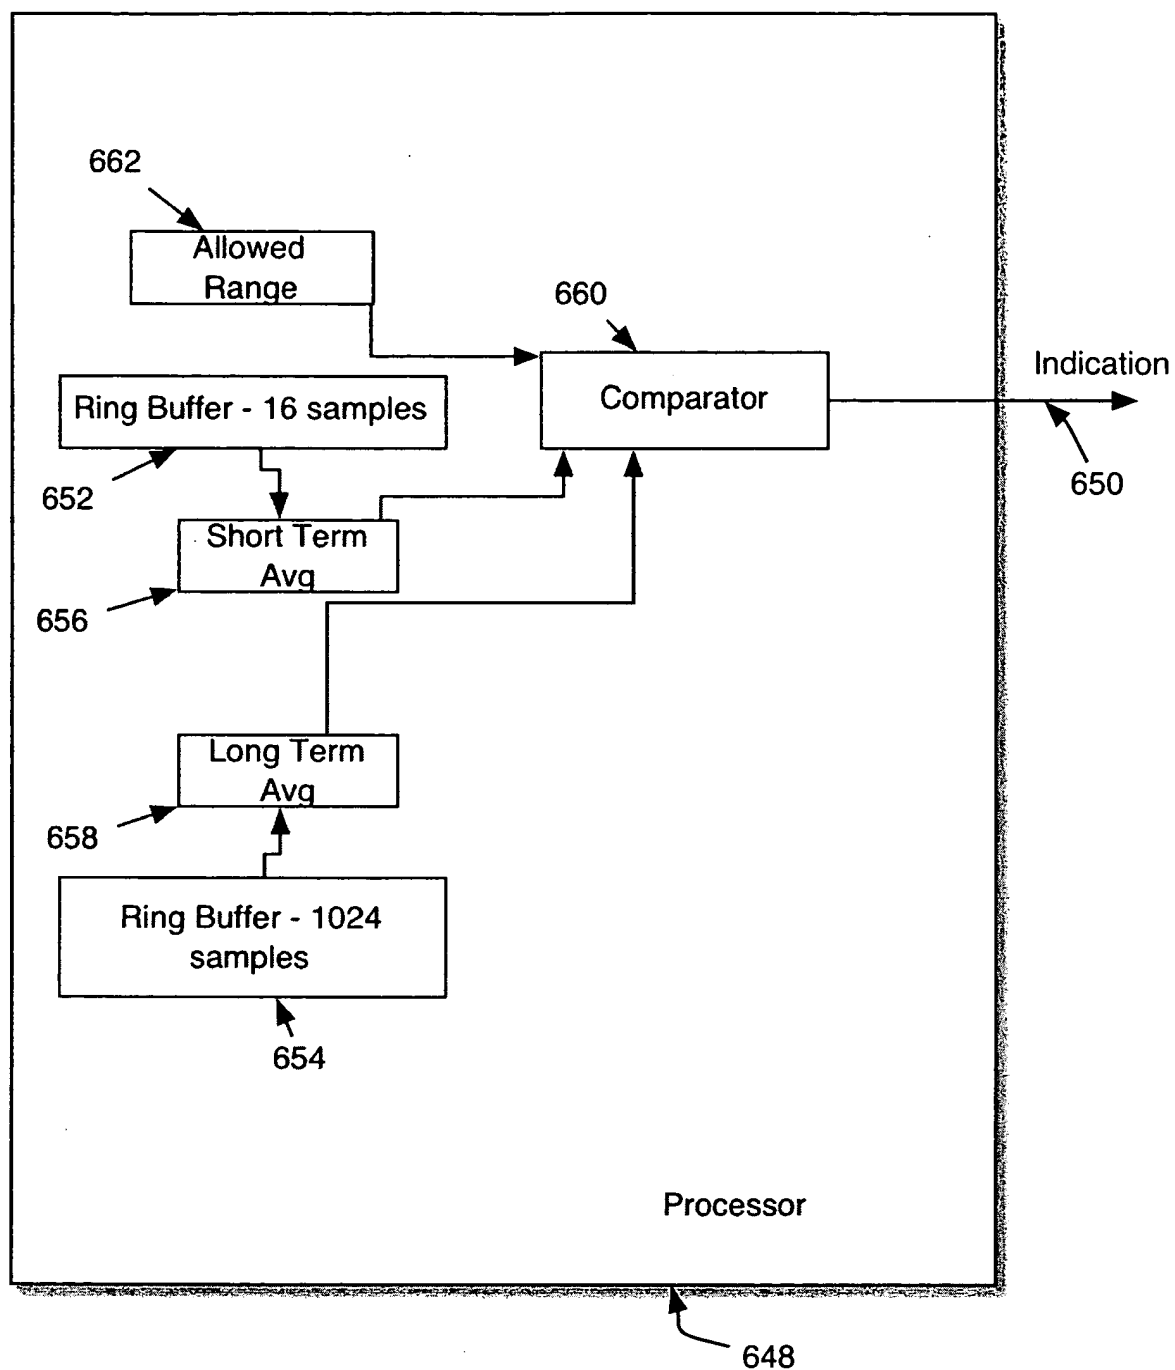 662
Allowed
Range
660
Comparator
Indication
650
Ring Buffer - 16 samples
652
Short Term
Avg
656
Long Term
Avg
658
Ring Buffer - 1024
samples
654
Processor
648